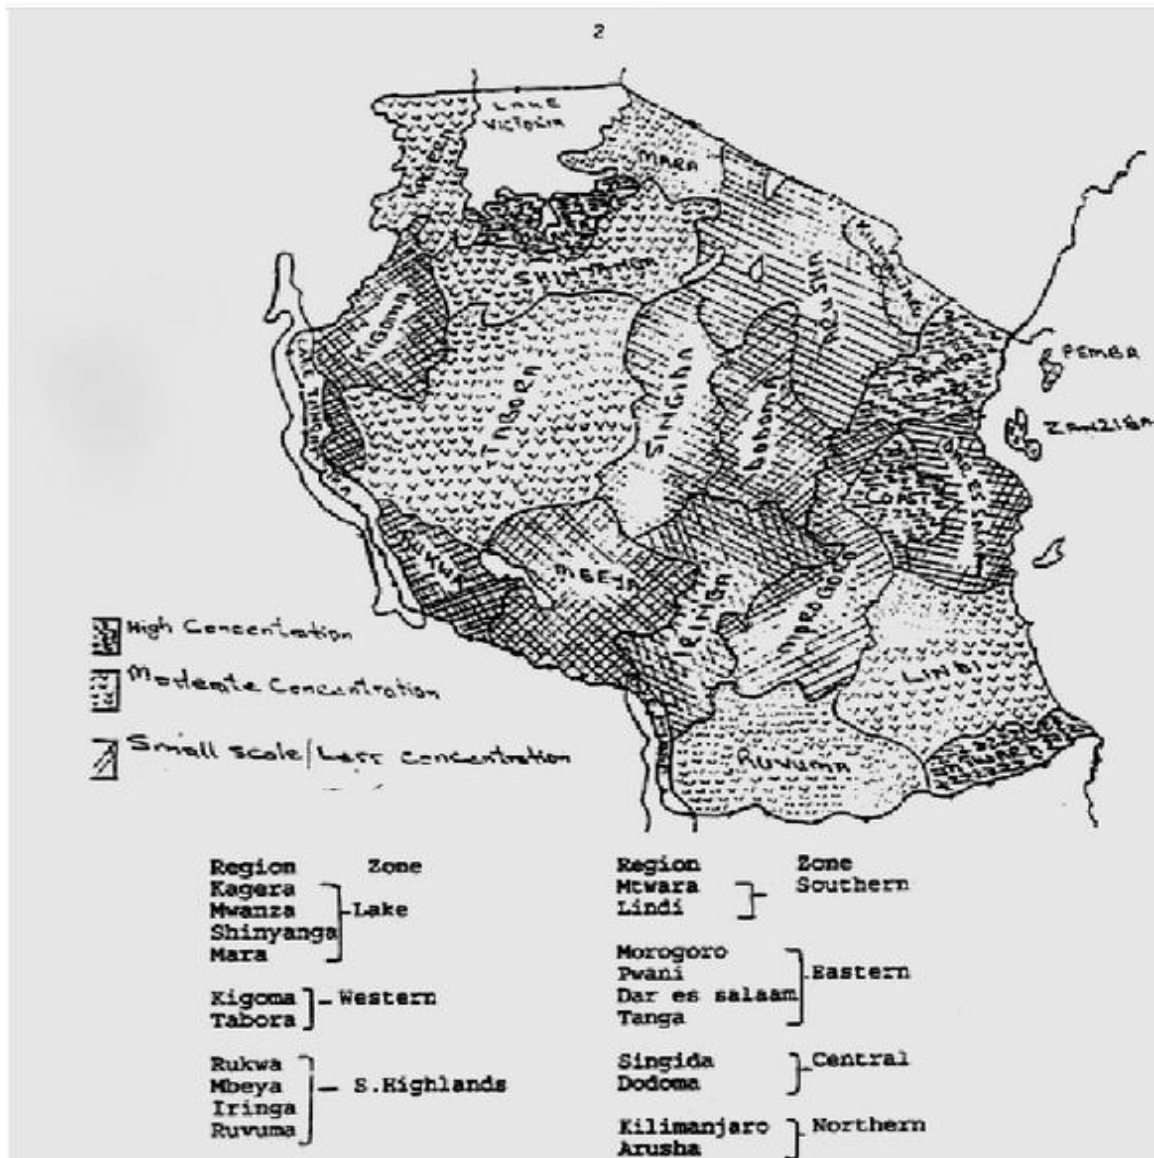 2
LAKE
VICTORIA
MARA
SHINYANGA
KIGOMA
TABORA
SINGIDA
DODOMA
ARUSHA
PEMBA
ZANZIBA
COAST
RUKWA
MBEYA
IRINGA
MOROGORO
LINDI
RUVUMA
High Concentration
Moderate Concentration
Small scale/Less concentration
Region Zone
Kagera
Mwanza
Lake
Shinyanga
Mara
Kigoma
Western
Tabora
Rukwa
Mbeya
S.Highlands
Iringa
Ruvuma
Region Zone
Mtwara Southern
Lindi
Morogoro
Pwani
Eastern
Dar es salaam
Tanga
Singida
Central
Dodoma
Kilimanjaro
Northern
Arusha